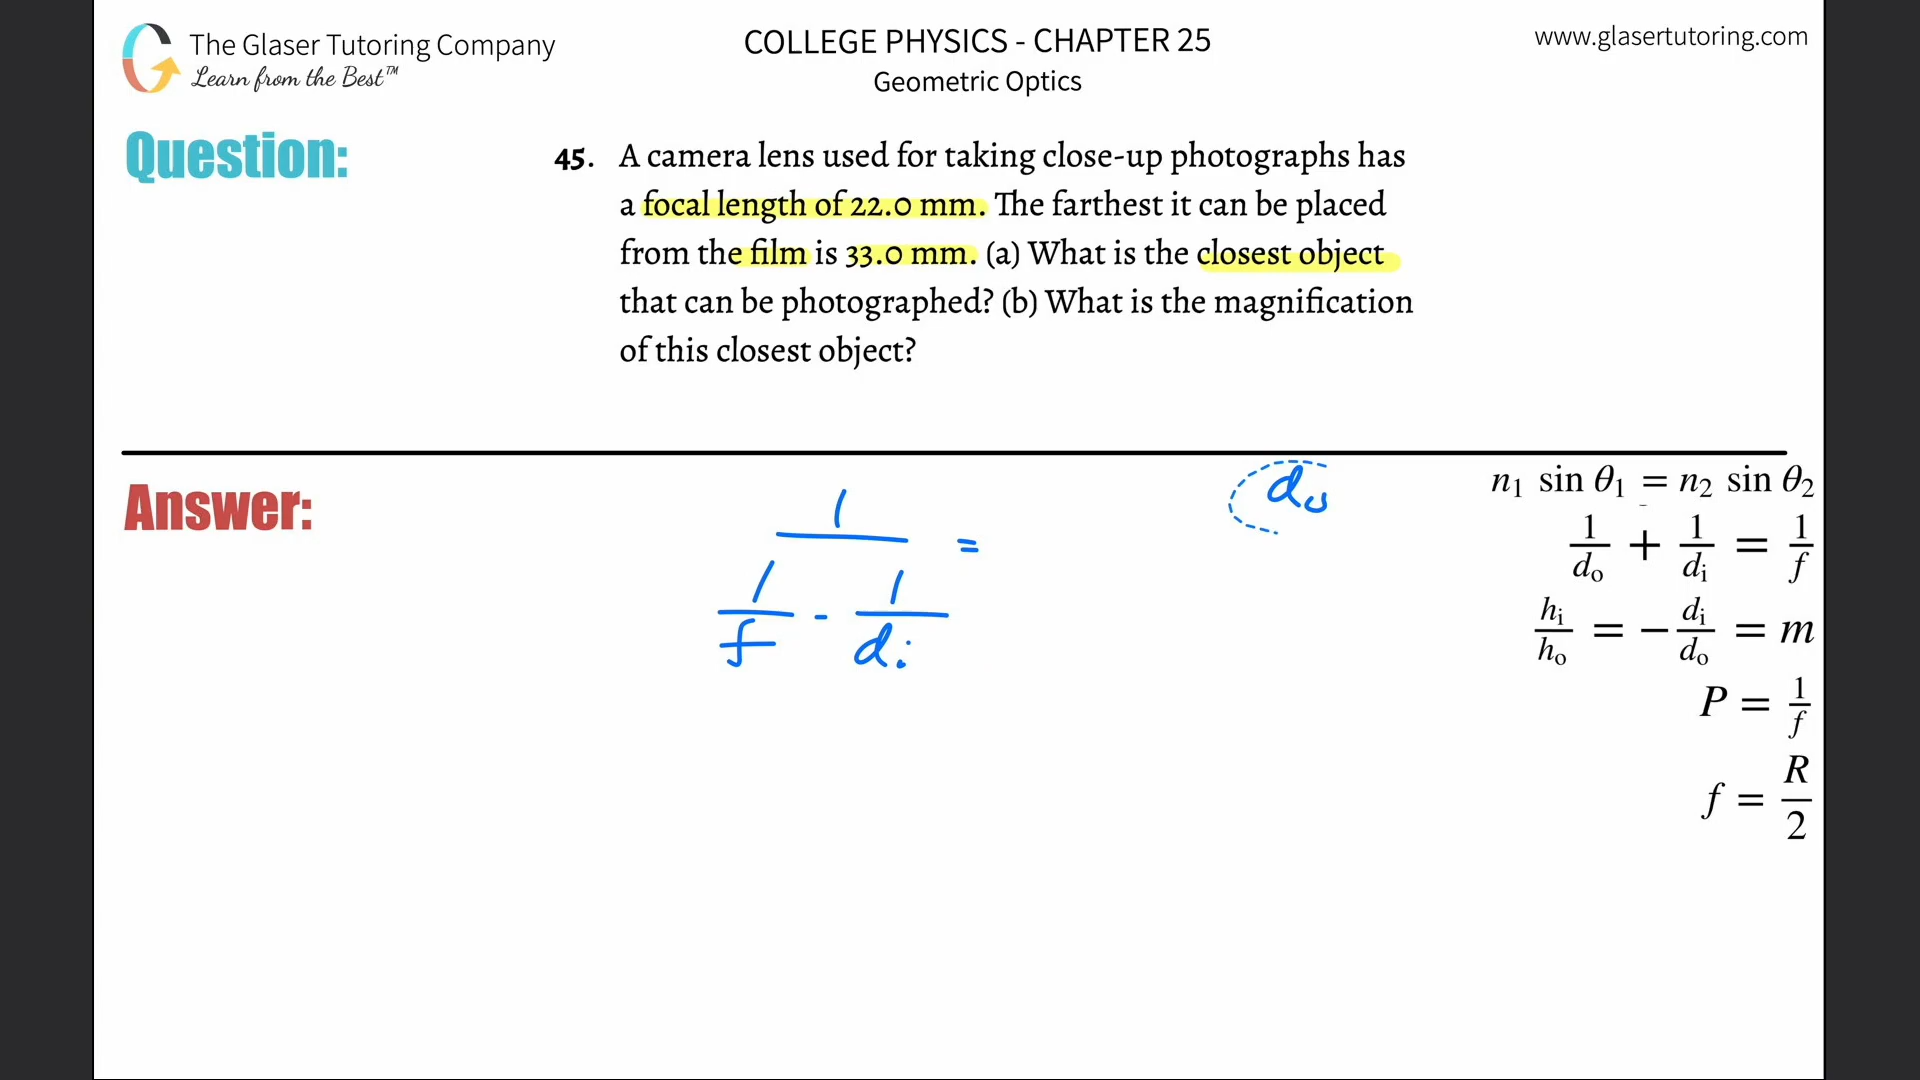 The Glaser Tutoring Company
Learn from the Best™
COLLEGE PHYSICS - CHAPTER 25
Geometric Optics
www.glasertutoring.com
Question:
45. A camera lens used for taking close-up photographs has
a focal length of 22.0 mm. The farthest it can be placed
from the film is 33.0 mm. (a) What is the closest object
that can be photographed? (b) What is the magnification
of this closest object?
Answer:
1 / (1/f - 1/di) =
do
n₁ sin θ₁ = n₂ sin θ₂
1/dₒ + 1/dᵢ = 1/f
hᵢ/hₒ = −dᵢ/dₒ = m
P = 1/f
f = R/2